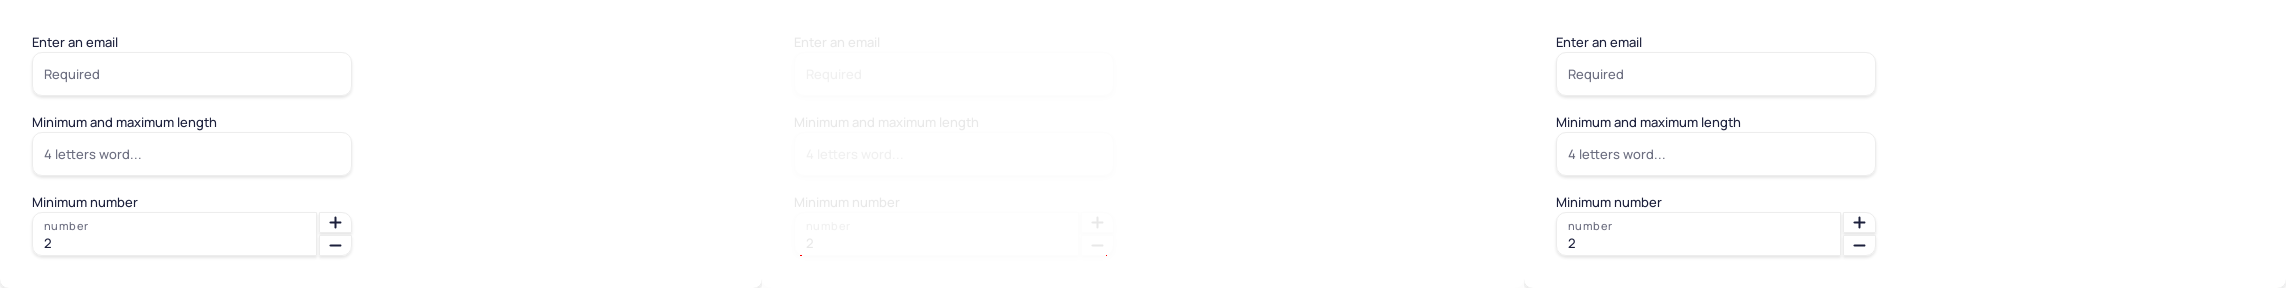 Enter an email
Required
Minimum and maximum length
4 letters word...
Minimum number
number
2
Enter an email
Required
Minimum and maximum length
4 letters word...
Minimum number
number
2
Enter an email
Required
Minimum and maximum length
4 letters word...
Minimum number
number
2